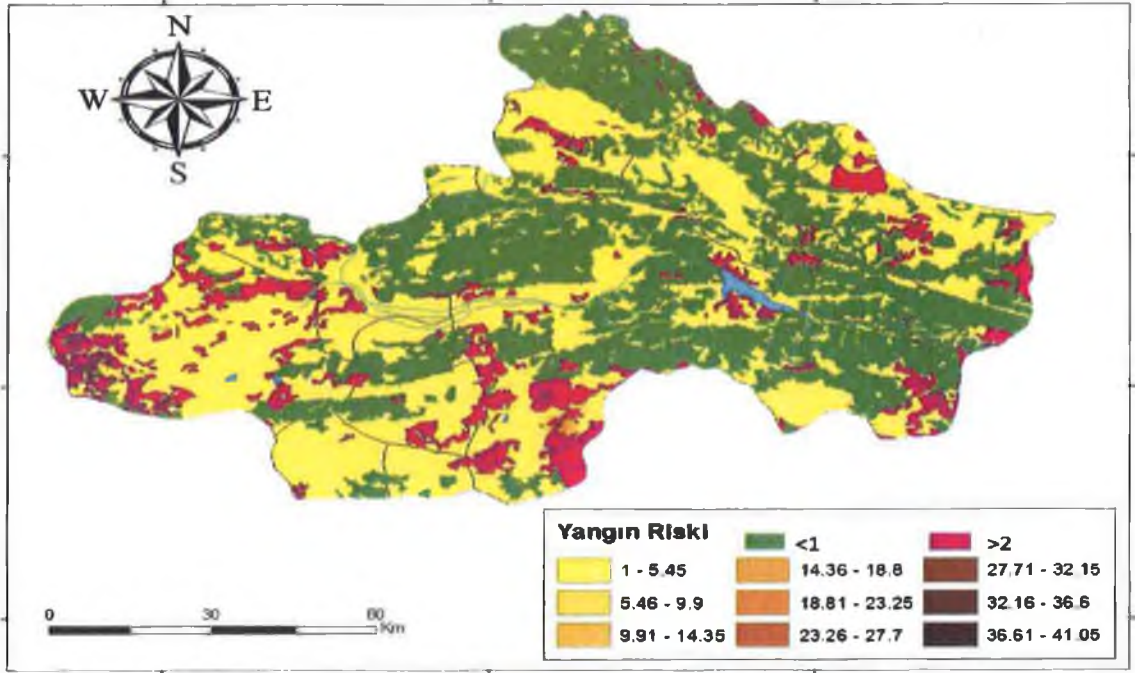 N
W E
S
Yangın Riski <1 >2
1 - 5.45 14.36 - 18.8 27.71 - 32.15
5.46 - 9.9 18.81 - 23.25 32.16 - 36.6
9.91 - 14.35 23.26 - 27.7 36.61 - 41.05
0 30 60
Km